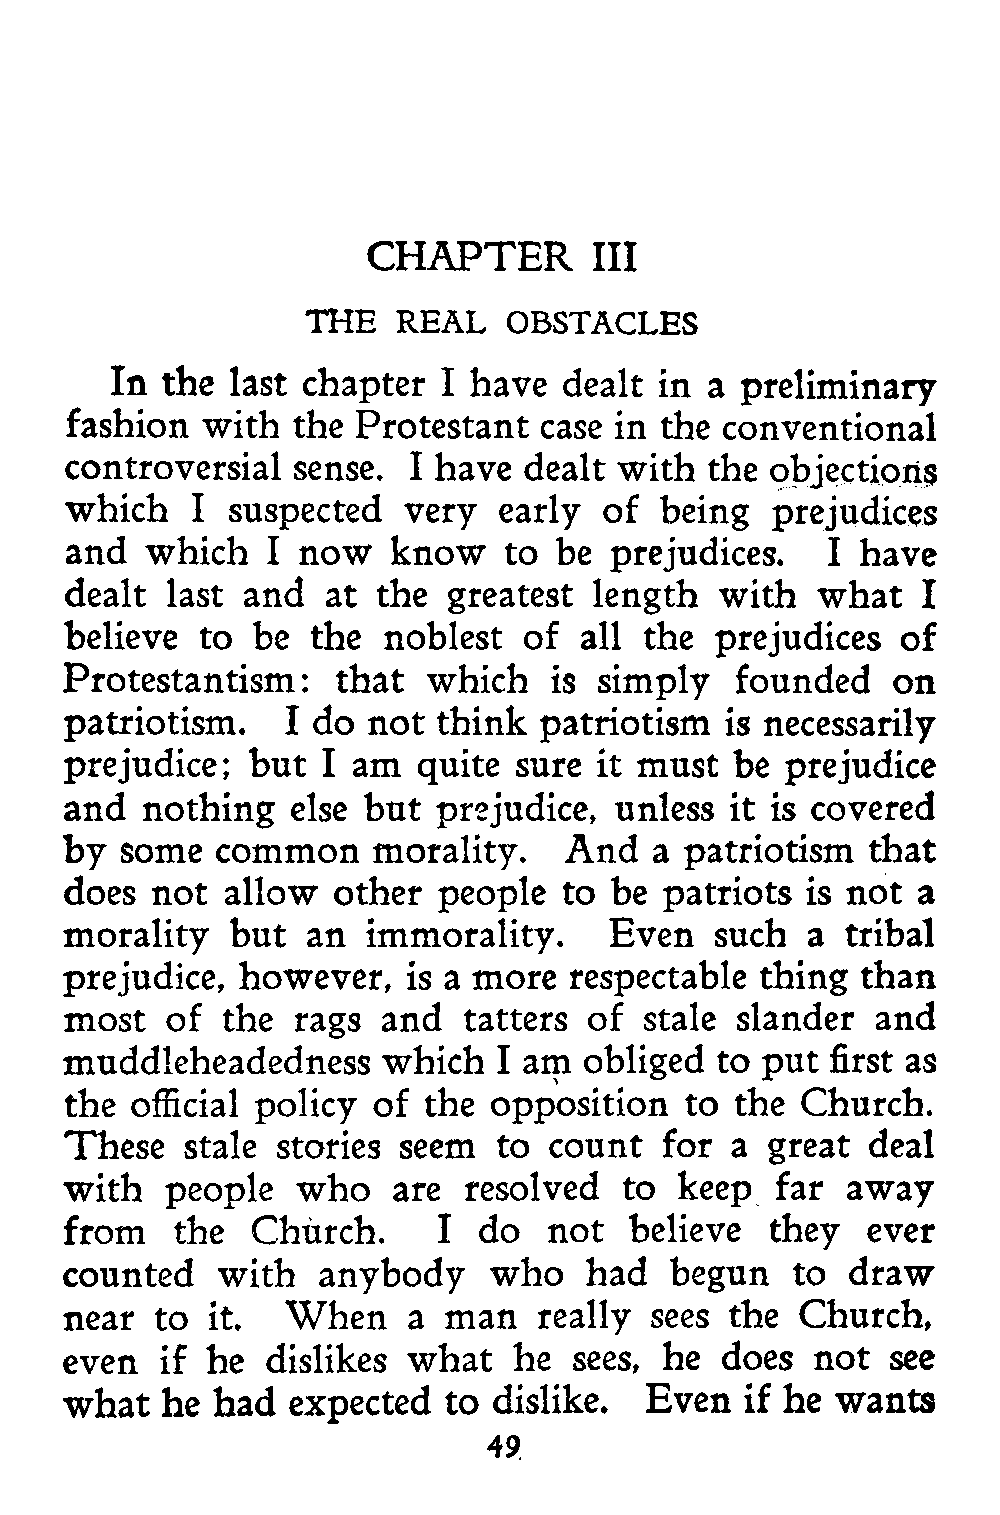 CHAPTER III
THE REAL OBSTACLES
In the last chapter I have dealt in a preliminary
fashion with the Protestant case in the conventional
controversial sense. I have dealt with the objections
which I suspected very early of being prejudices
and which I now know to be prejudices. I have
dealt last and at the greatest length with what I
believe to be the noblest of all the prejudices of
Protestantism: that which is simply founded on
patriotism. I do not think patriotism is necessarily
prejudice; but I am quite sure it must be prejudice
and nothing else but prejudice, unless it is covered
by some common morality. And a patriotism that
does not allow other people to be patriots is not a
morality but an immorality. Even such a tribal
prejudice, however, is a more respectable thing than
most of the rags and tatters of stale slander and
muddleheadedness which I am obliged to put first as
the official policy of the opposition to the Church.
These stale stories seem to count for a great deal
with people who are resolved to keep far away
from the Church. I do not believe they ever
counted with anybody who had begun to draw
near to it. When a man really sees the Church,
even if he dislikes what he sees, he does not see
what he had expected to dislike. Even if he wants
49